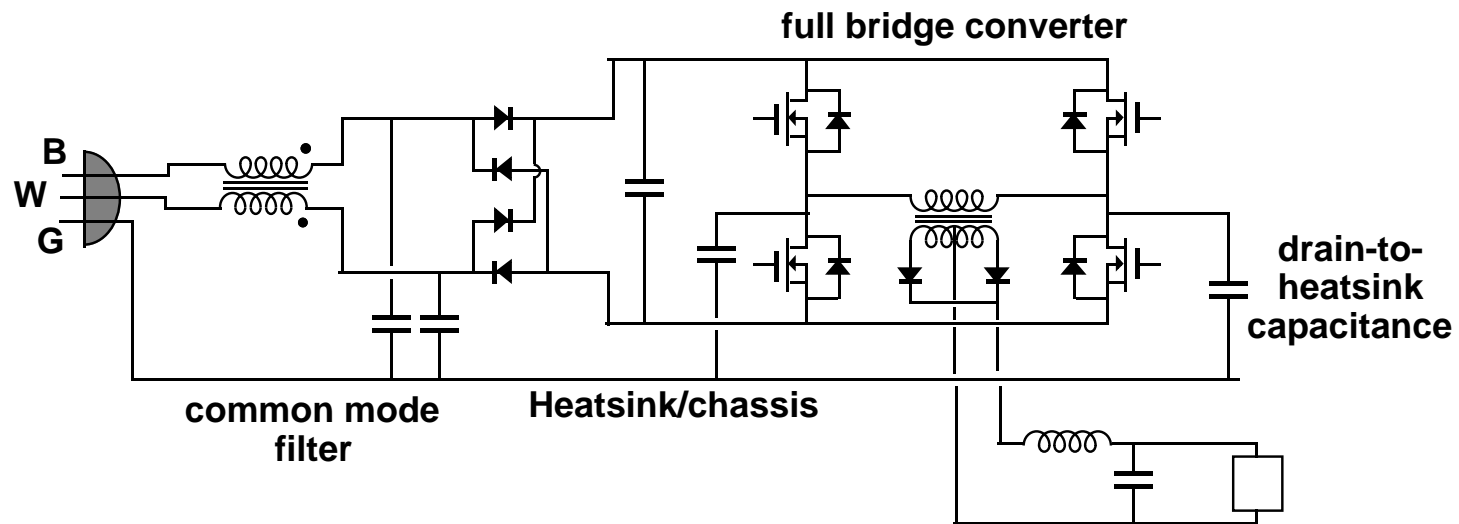 full bridge converter
B
W
G
drain-to-
heatsink
capacitance
common mode
filter
Heatsink/chassis